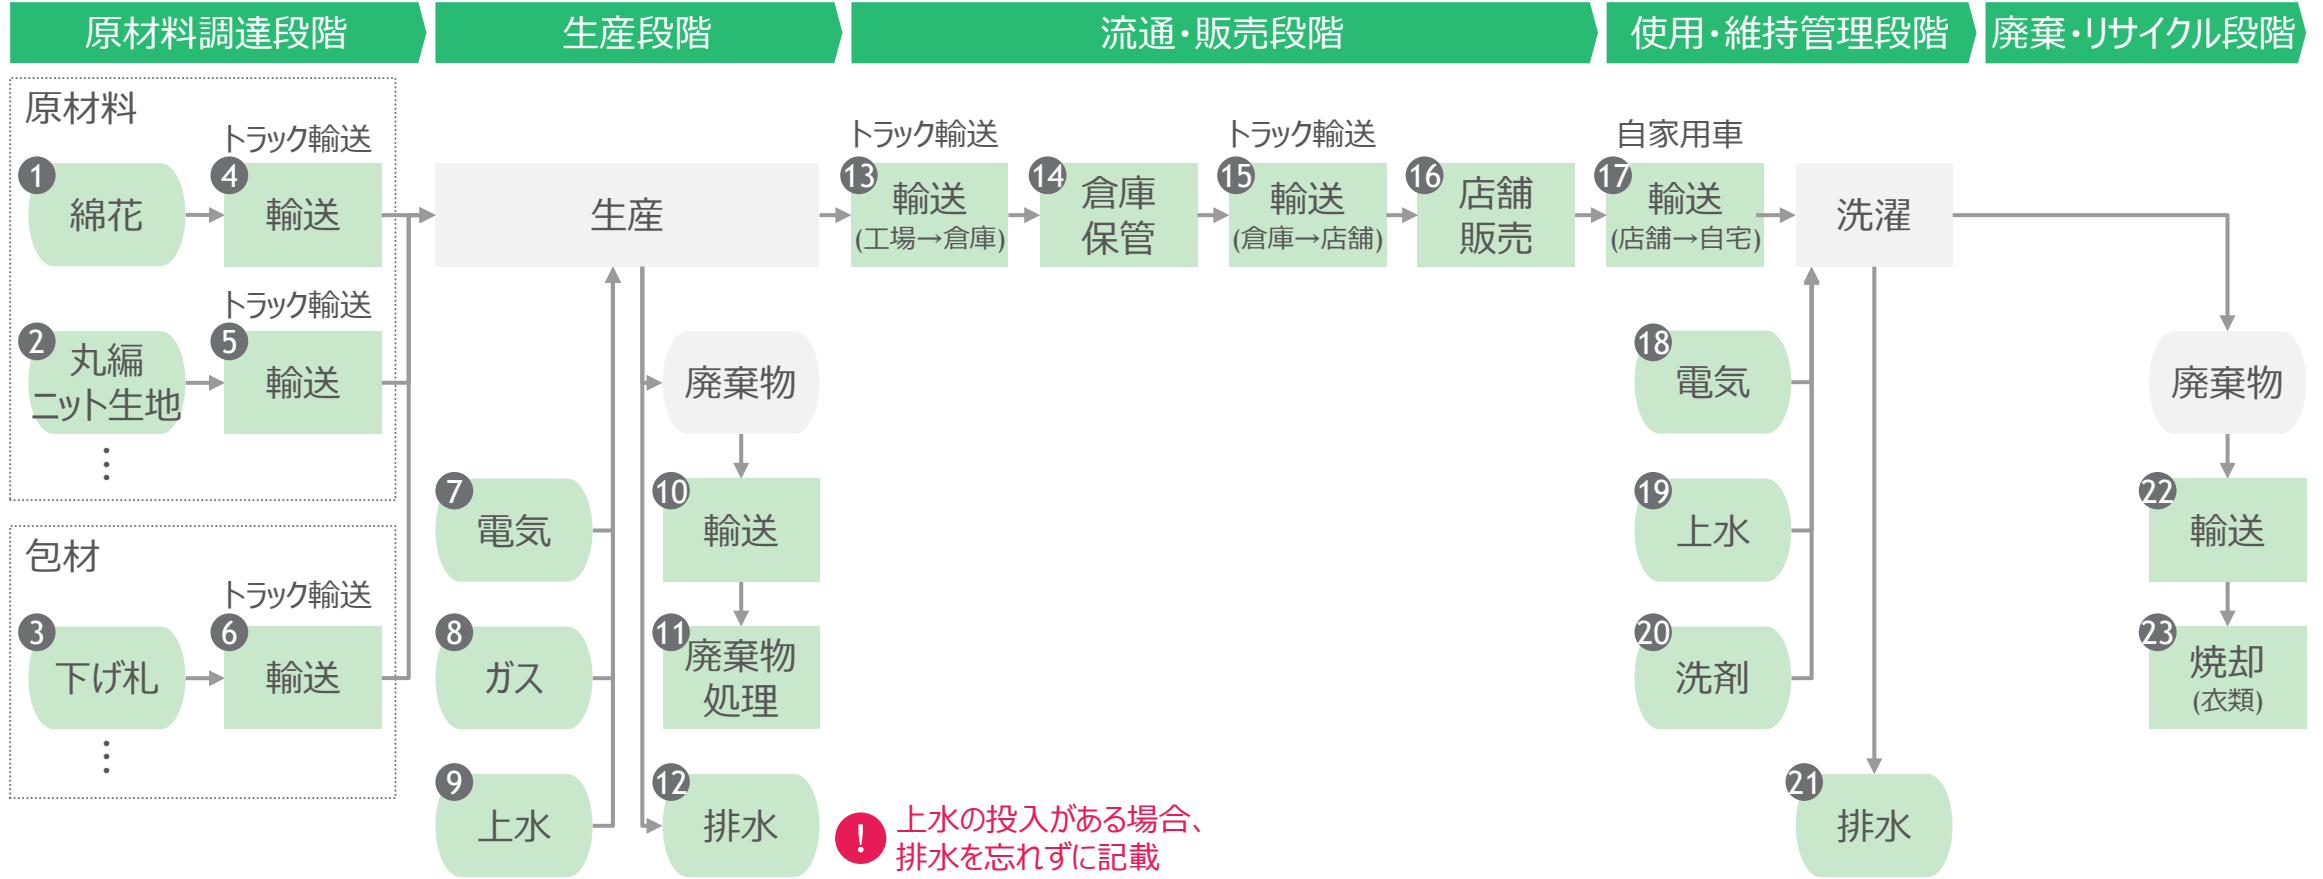 原材料調達段階
生産段階
流通・販売段階
使用・維持管理段階
廃棄・リサイクル段階
原材料
1
綿花
トラック輸送
4
輸送
2
丸編
ニット生地
トラック輸送
5
輸送
⋮
包材
3
下げ札
トラック輸送
6
輸送
⋮
生産
7
電気
8
ガス
9
上水
廃棄物
10
輸送
11
廃棄物
処理
12
排水
!
上水の投入がある場合、
排水を忘れずに記載
トラック輸送
13
輸送
(工場→倉庫)
14
倉庫
保管
トラック輸送
15
輸送
(倉庫→店舗)
16
店舗
販売
自家用車
17
輸送
(店舗→自宅)
洗濯
18
電気
19
上水
20
洗剤
21
排水
廃棄物
22
輸送
23
焼却
(衣類)